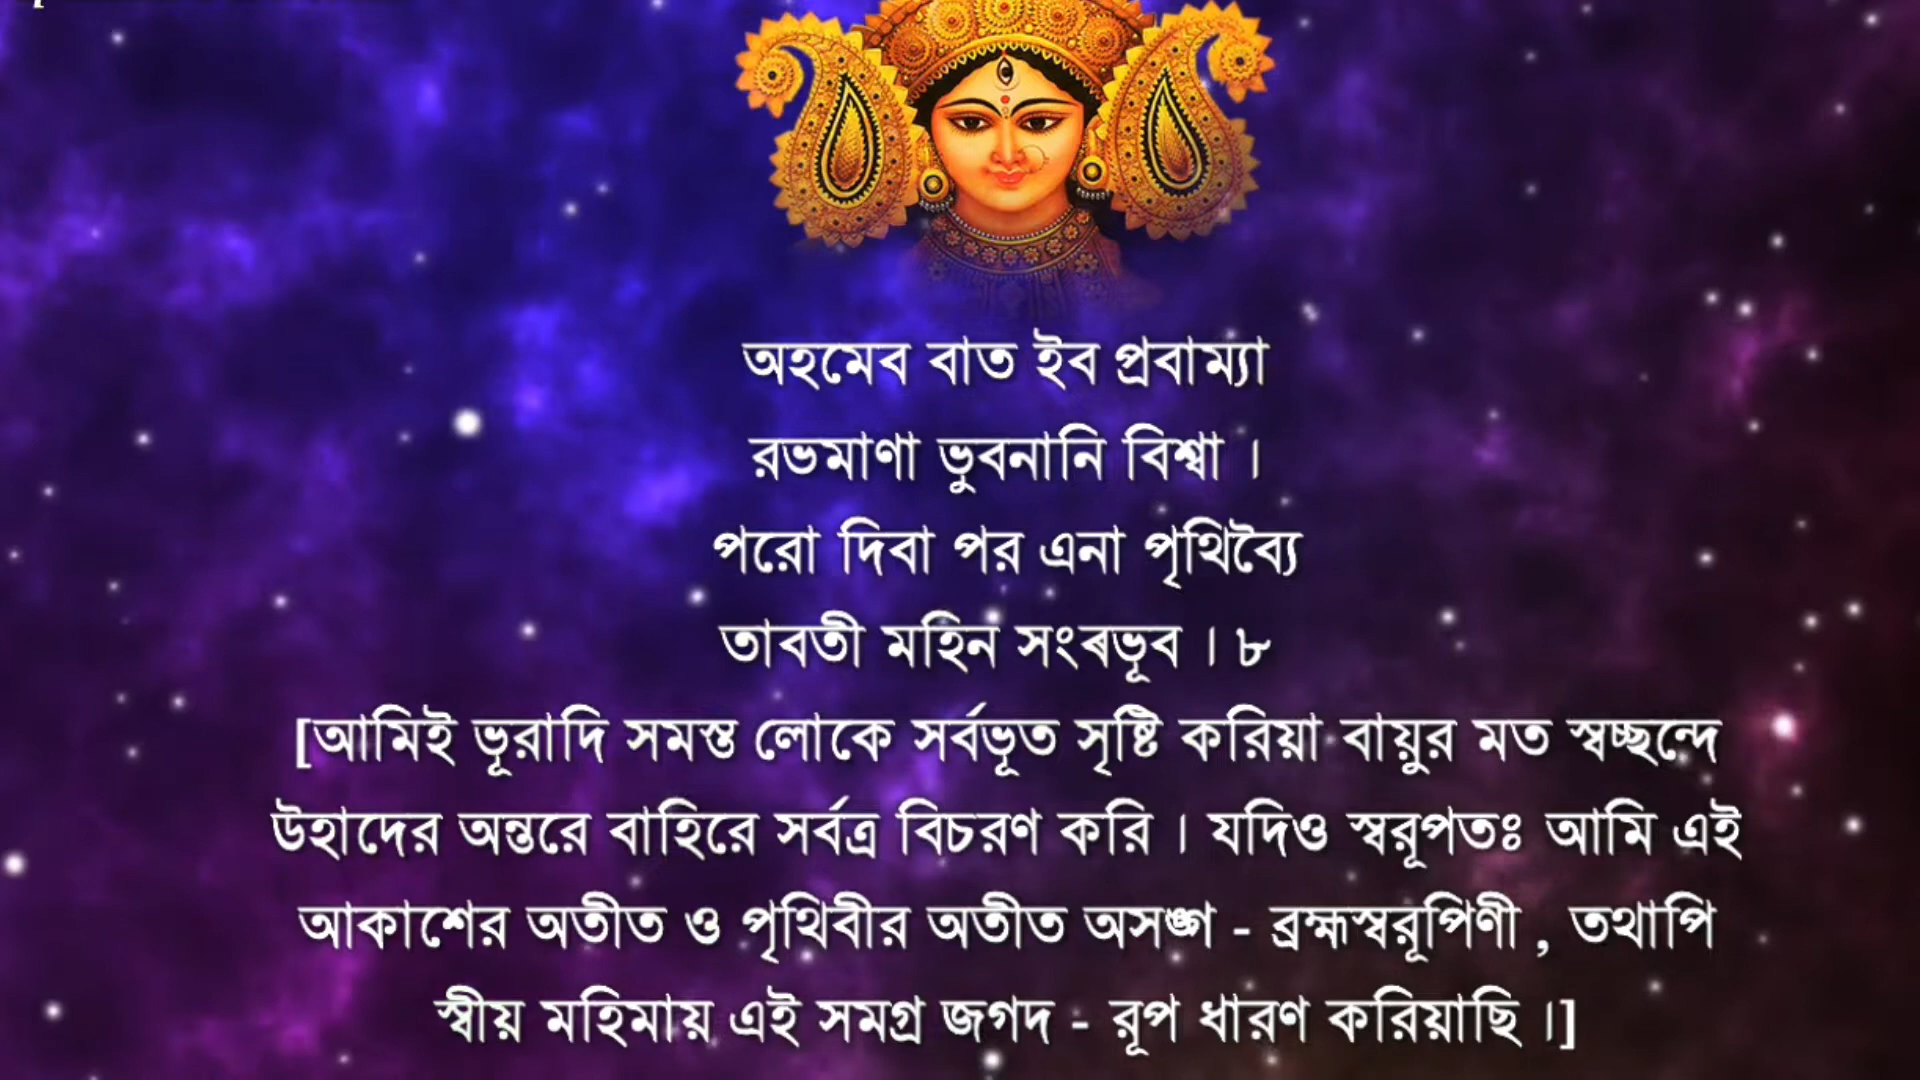 অহমেব বাত ইব প্রবাম্যা
রভমাণা ভুবনানি বিশ্বা ।
পরো দিবা পর এনা পৃথিব্যৈ
তাবতী মহিন সংৰভূব । ৮
[আমিই ভূরাদি সমস্ত লোকে সর্বভূত সৃষ্টি করিয়া বায়ুর মত স্বচ্ছন্দে
উহাদের অন্তরে বাহিরে সর্বত্র বিচরণ করি । যদিও স্বরূপতঃ আমি এই
আকাশের অতীত ও পৃথিবীর অতীত অসঙ্গ - ব্রহ্মস্বরূপিণী , তথাপি
স্বীয় মহিমায় এই সমগ্র জগদ - রূপ ধারণ করিয়াছি ।]